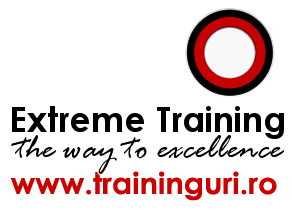 Extreme Training
the way to excellence
www.traininguri.ro